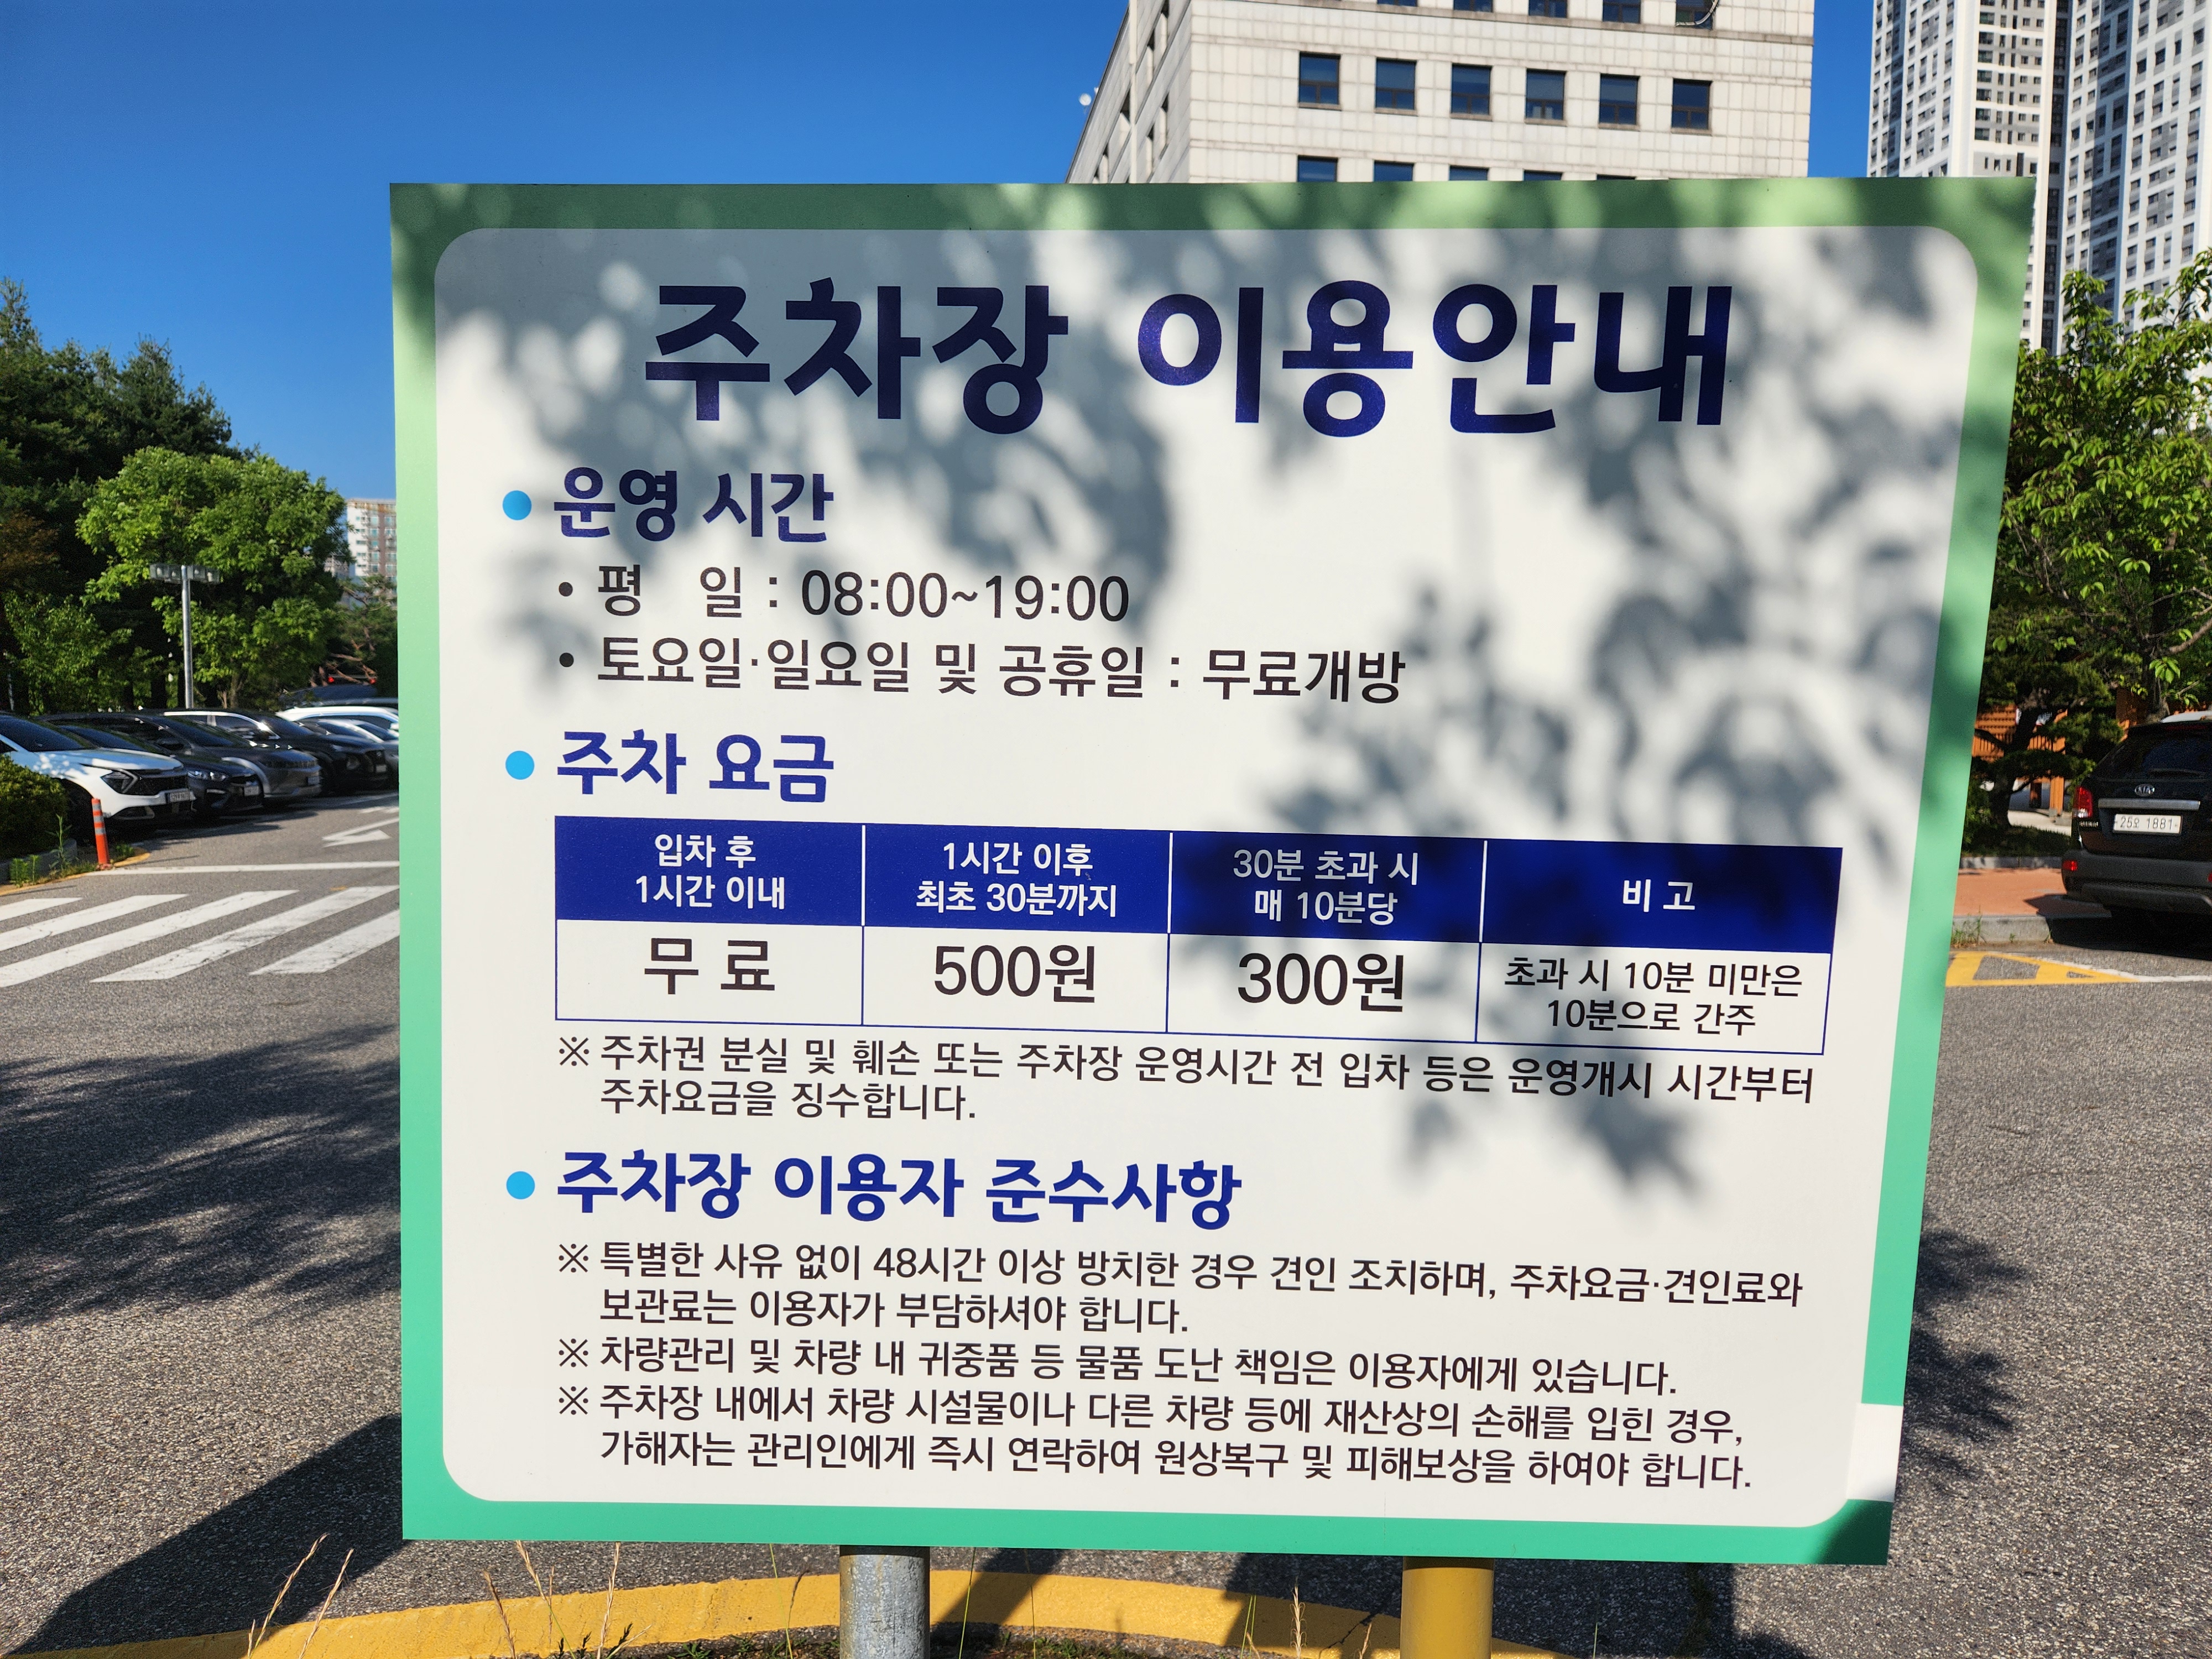 주차장 이용안내
운영 시간
• 평 일 : 08:00~19:00
• 토요일·일요일 및 공휴일 : 무료개방
주차 요금
입차 후
1시간 이내
1시간 이후
최초 30분까지
30분 초과 시
매 10분당
비 고
무 료
500원
300원
초과 시 10분 미만은
10분으로 간주
※ 주차권 분실 및 훼손 또는 주차장 운영시간 전 입차 등은 운영개시 시간부터
주차요금을 징수합니다.
주차장 이용자 준수사항
※ 특별한 사유 없이 48시간 이상 방치한 경우 견인 조치하며, 주차요금·견인료와
보관료는 이용자가 부담하셔야 합니다.
※ 차량관리 및 차량 내 귀중품 등 물품 도난 책임은 이용자에게 있습니다.
※ 주차장 내에서 차량 시설물이나 다른 차량 등에 재산상의 손해를 입힌 경우,
가해자는 관리인에게 즉시 연락하여 원상복구 및 피해보상을 하여야 합니다.
KIA
25오 1881